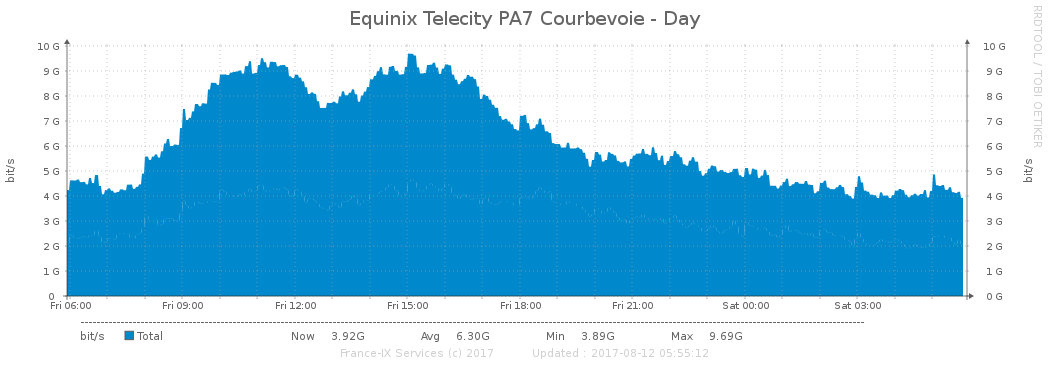 Equinix Telecity PA7 Courbevoie - Day
RRDTOOL / TOBI OETIKER
10 G 10 G
9 G 9 G
8 G 8 G
7 G 7 G
6 G 6 G
5 G 5 G
4 G 4 G
3 G 3 G
2 G 2 G
1 G 1 G
0 0 G
bit/s
bit/s
Fri 06:00 Fri 09:00 Fri 12:00 Fri 15:00 Fri 18:00 Fri 21:00 Sat 00:00 Sat 03:00
bit/s Total Now 3.92G Avg 6.30G Min 3.89G Max 9.69G
France-IX Services (c) 2017 Updated : 2017-08-12 05:55:12